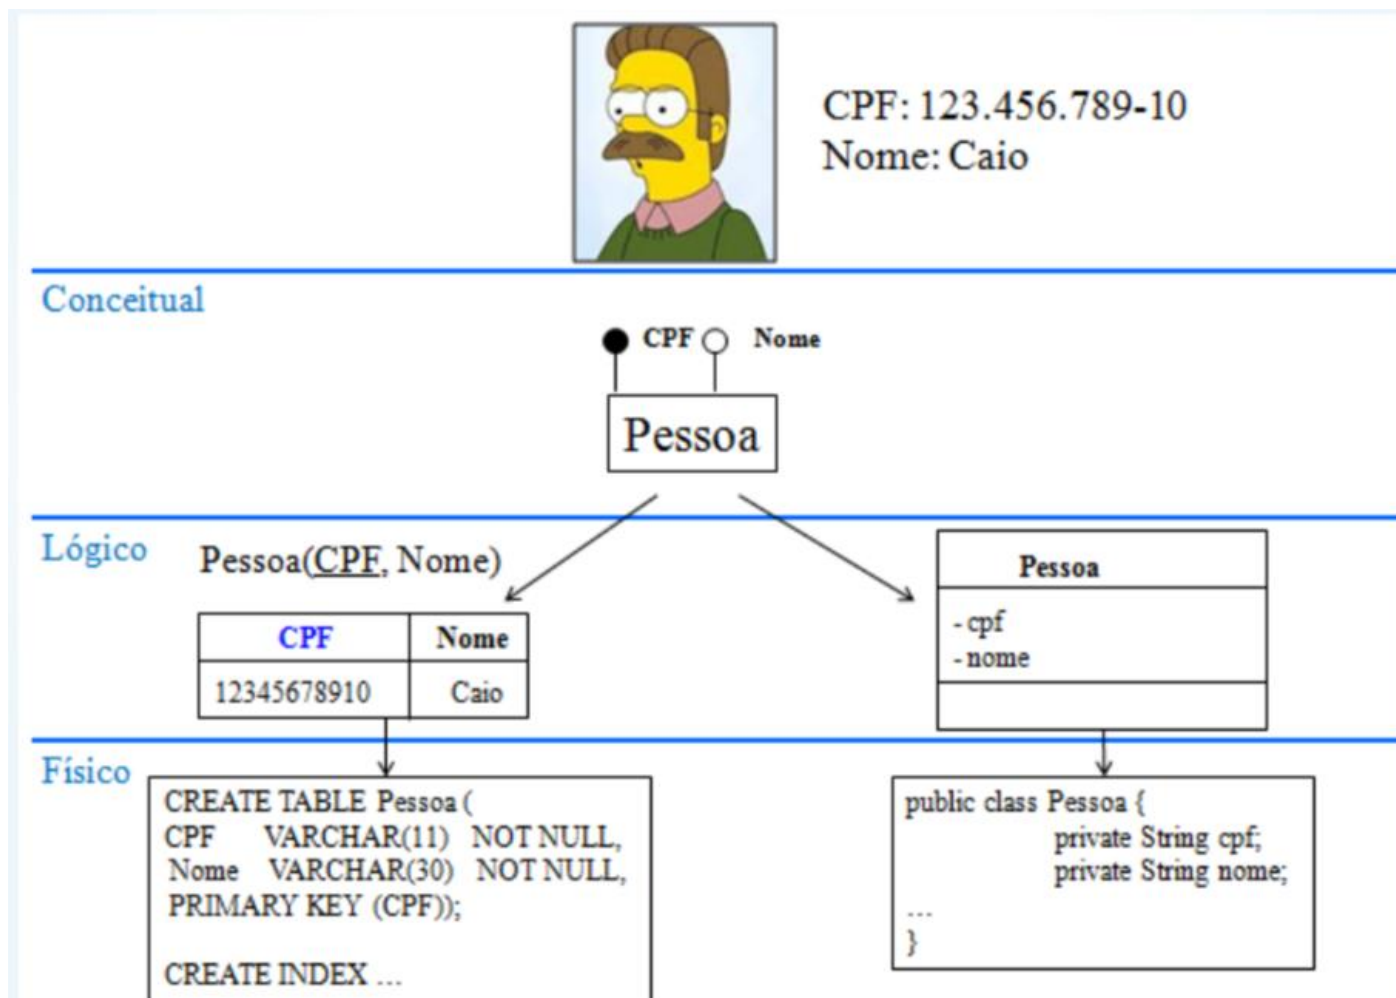 CPF: 123.456.789-10
Nome: Caio
Conceitual
CPF Nome
Pessoa
Lógico
Pessoa(CPF, Nome)
CPF Nome
12345678910 Caio
Pessoa
- cpf
- nome
Físico
CREATE TABLE Pessoa (
CPF VARCHAR(11) NOT NULL,
Nome VARCHAR(30) NOT NULL,
PRIMARY KEY (CPF));
CREATE INDEX ...
public class Pessoa {
private String cpf;
private String nome;
...
}